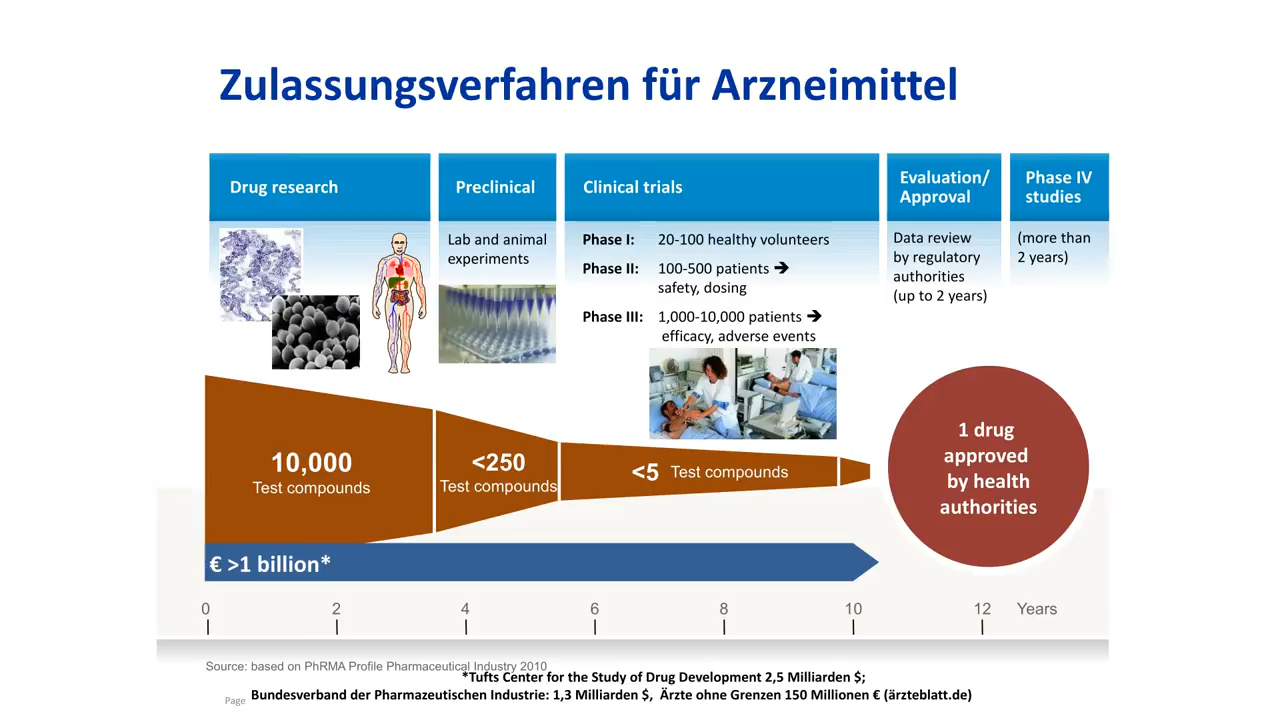 Zulassungsverfahren für Arzneimittel
Drug research
Preclinical
Clinical trials
Evaluation/
Approval
Phase IV
studies
Lab and animal
experiments
Phase I: 20-100 healthy volunteers
Phase II: 100-500 patients ➔
safety, dosing
Phase III: 1,000-10,000 patients ➔
efficacy, adverse events
Data review
by regulatory
authorities
(up to 2 years)
(more than
2 years)
10,000
Test compounds
<250
Test compounds
<5 Test compounds
1 drug
approved
by health
authorities
€ >1 billion*
0 2 4 6 8 10 12 Years
Source: based on PhRMA Profile Pharmaceutical Industry 2010
*Tufts Center for the Study of Drug Development 2,5 Milliarden $;
Page
Bundesverband der Pharmazeutischen Industrie: 1,3 Milliarden $, Ärzte ohne Grenzen 150 Millionen € (ärzteblatt.de)